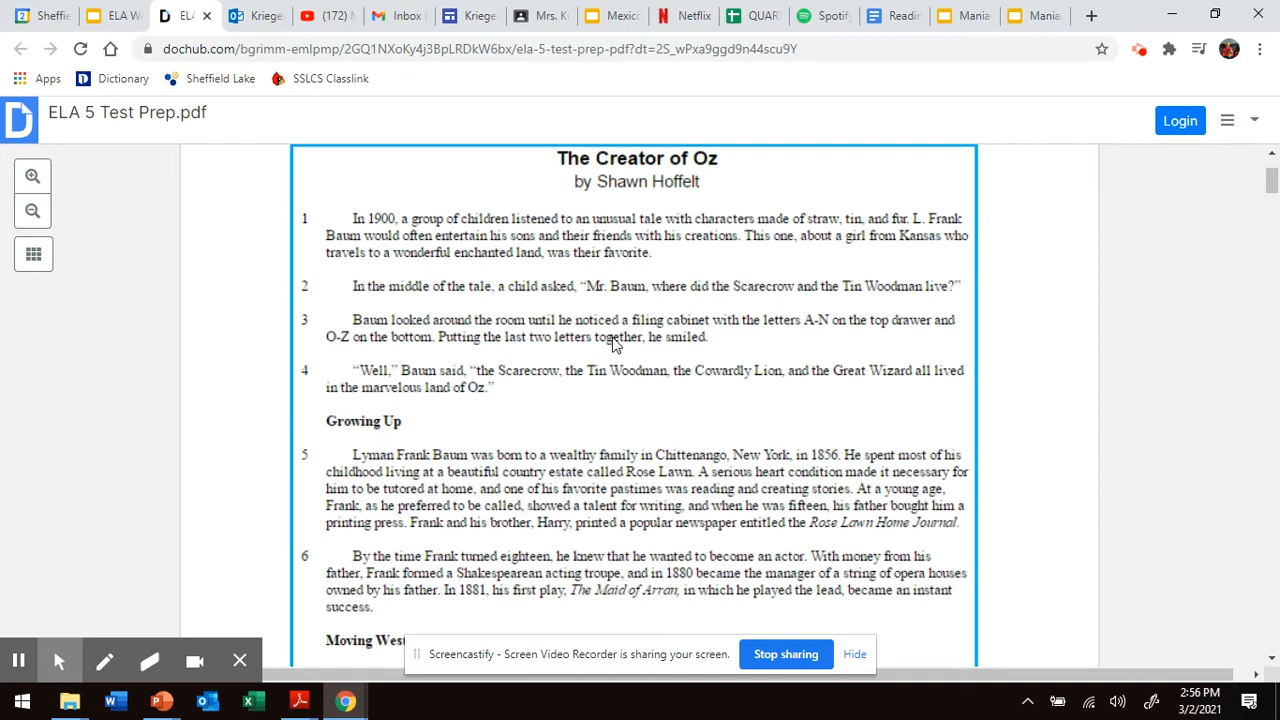 Sheffie
ELA W
ELA
Kriege
(172) M
Inbox (
Kriege
Mrs. K
Mexico
Netflix
QUAR
Spotify
Readin
Mania
Mania
dochub.com/bgrimm-emlpmp/2GQ1NXoKy4j3BpLRDkW6bx/ela-5-test-prep-pdf?dt=2S_wPxa9ggd9n44scu9Y
Apps
Dictionary
Sheffield Lake
SSLCS Classlink
ELA 5 Test Prep.pdf
Login
The Creator of Oz
by Shawn Hoffelt
1 In 1900, a group of children listened to an unusual tale with characters made of straw, tin, and fur. L. Frank
Baum would often entertain his sons and their friends with his creations. This one, about a girl from Kansas who
travels to a wonderful enchanted land, was their favorite.
2 In the middle of the tale, a child asked, “Mr. Baum, where did the Scarecrow and the Tin Woodman live?”
3 Baum looked around the room until he noticed a filing cabinet with the letters A-N on the top drawer and
O-Z on the bottom. Putting the last two letters together, he smiled.
4 “Well,” Baum said, “the Scarecrow, the Tin Woodman, the Cowardly Lion, and the Great Wizard all lived
in the marvelous land of Oz.”
Growing Up
5 Lyman Frank Baum was born to a wealthy family in Chittenango, New York, in 1856. He spent most of his
childhood living at a beautiful country estate called Rose Lawn. A serious heart condition made it necessary for
him to be tutored at home, and one of his favorite pastimes was reading and creating stories. At a young age,
Frank, as he preferred to be called, showed a talent for writing, and when he was fifteen, his father bought him a
printing press. Frank and his brother, Harry, printed a popular newspaper entitled the Rose Lawn Home Journal.
6 By the time Frank turned eighteen, he knew that he wanted to become an actor. With money from his
father, Frank formed a Shakespearean acting troupe, and in 1880 became the manager of a string of opera houses
owned by his father. In 1881, his first play, The Maid of Arran, in which he played the lead, became an instant
success.
Moving West
Screencastify - Screen Video Recorder is sharing your screen.
Stop sharing
Hide
2:56 PM
3/2/2021